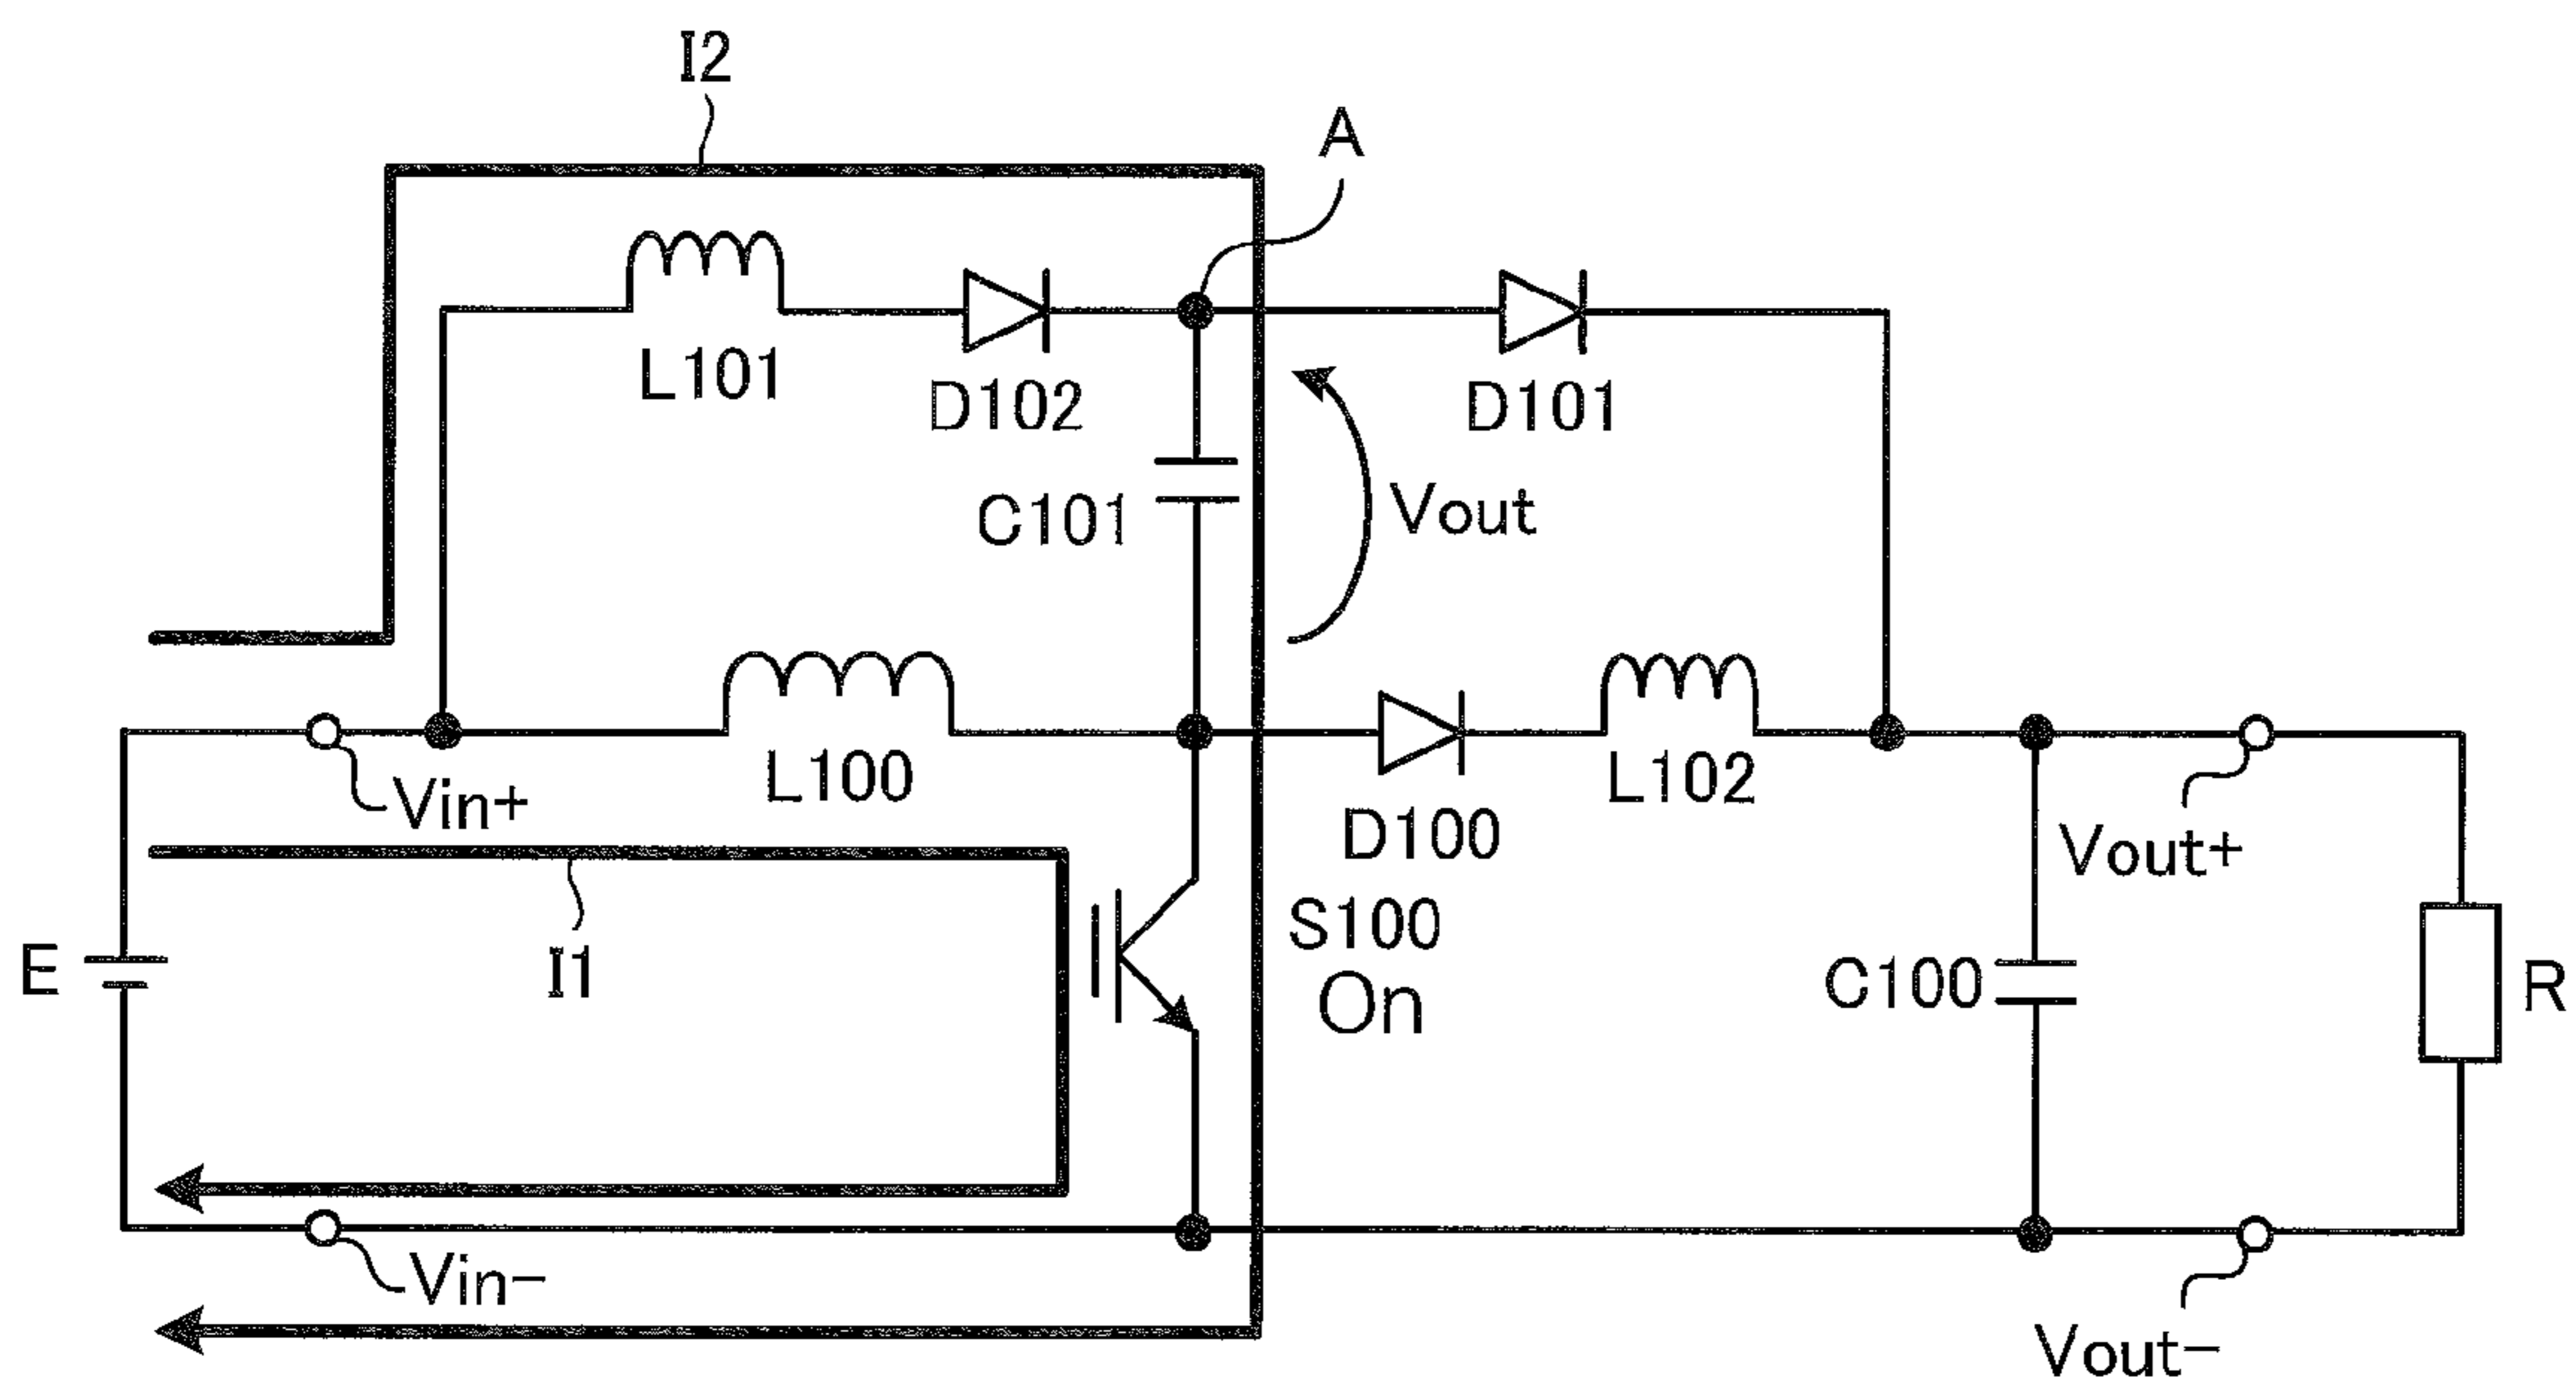 I2
A
L101
D102
D101
C101
Vout
L100
L102
Vin+
D100
Vout+
S100
On
E
I1
C100
R
Vin−
Vout−